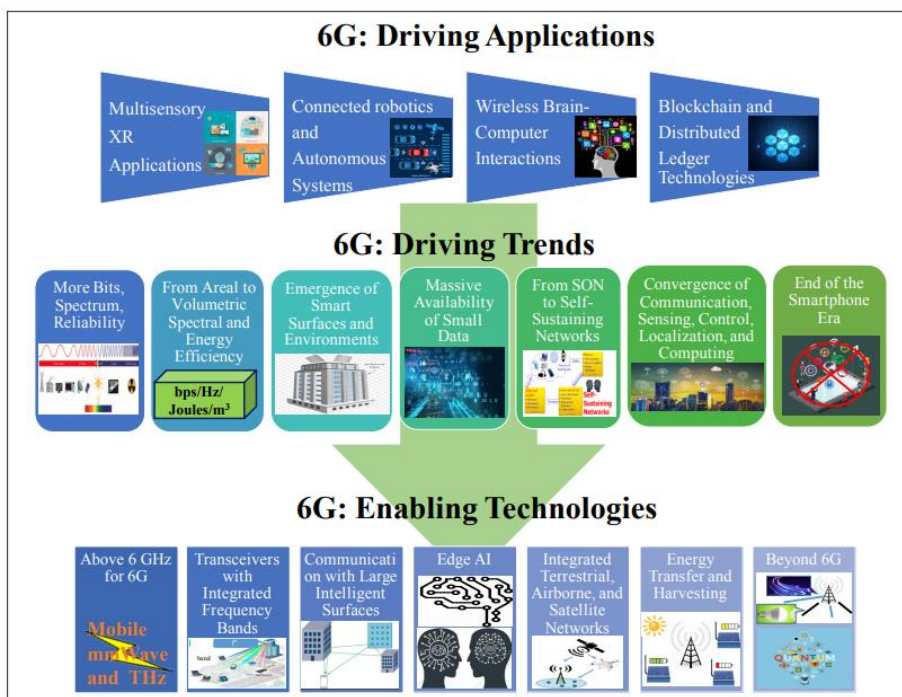 6G: Driving Applications
Multisensory
XR
Applications
Connected robotics
and
Autonomous
Systems
Wireless Brain-
Computer
Interactions
Blockchain and
Distributed
Ledger
Technologies
6G: Driving Trends
More Bits,
Spectrum,
Reliability
From Areal to
Volumetric
Spectral and
Energy
Efficiency
bps/Hz/
Joules/m³
Emergence of
Smart
Surfaces and
Environments
Massive
Availability
of Small
Data
From SON
to Self-
Sustaining
Networks
Self-
Sustaining
Networks
Convergence of
Communication,
Sensing, Control,
Localization, and
Computing
End of the
Smartphone
Era
6G: Enabling Technologies
Above 6 GHz
for 6G
Mobile
mmWave
and THz
Transceivers
with
Integrated
Frequency
Bands
band
Communicati
on with Large
Intelligent
Surfaces
Edge AI
Integrated
Terrestrial,
Airborne, and
Satellite
Networks
Energy
Transfer and
Harvesting
Beyond 6G
QUANTUM